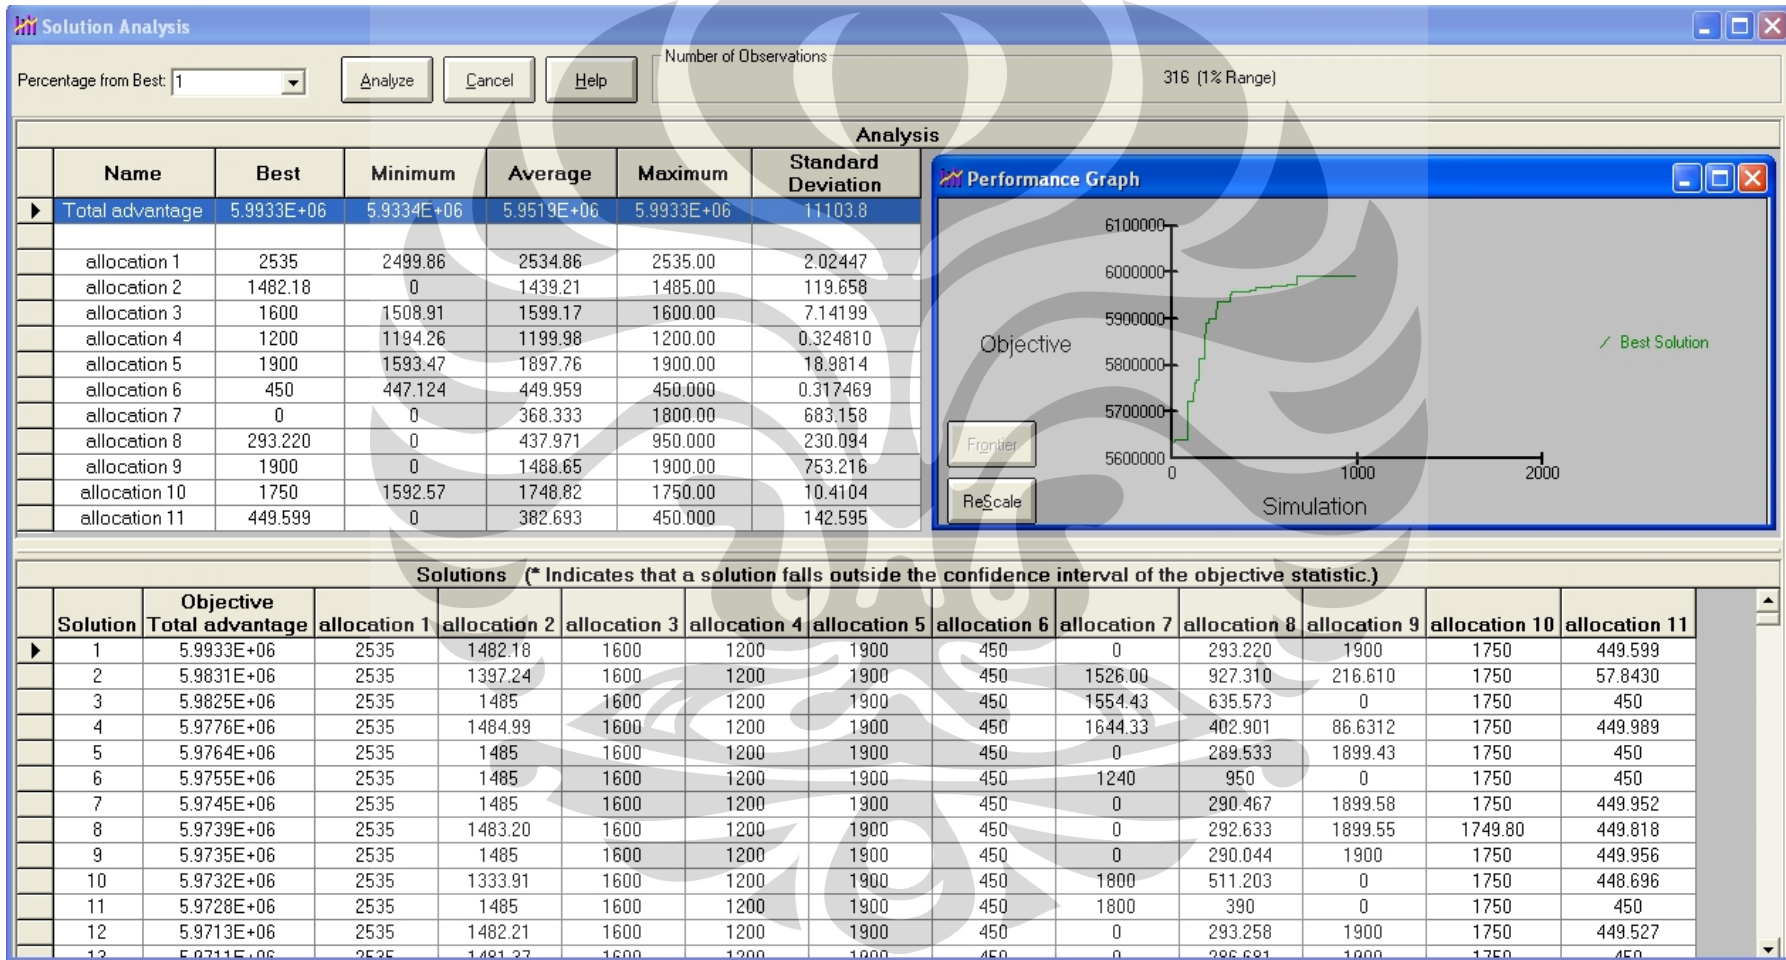 Solution Analysis
Percentage from Best: 1 Analyze Cancel Help Number of Observations 316 (1% Range)
Analysis
Name Best Minimum Average Maximum Standard Deviation
Total advantage 5.9933E+06 5.9334E+06 5.9519E+06 5.9933E+06 11103.8
allocation 1 2535 2499.86 2534.86 2535.00 2.02447
allocation 2 1482.18 0 1439.21 1485.00 119.658
allocation 3 1600 1508.91 1599.17 1600.00 7.14199
allocation 4 1200 1194.26 1199.98 1200.00 0.324810
allocation 5 1900 1593.47 1897.76 1900.00 18.9814
allocation 6 450 447.124 449.959 450.000 0.317469
allocation 7 0 0 368.333 1800.00 683.158
allocation 8 293.220 0 437.971 950.000 230.094
allocation 9 1900 0 1488.65 1900.00 753.216
allocation 10 1750 1592.57 1748.82 1750.00 10.4104
allocation 11 449.599 0 382.693 450.000 142.595
Performance Graph
6100000
6000000
5900000
Objective
Best Solution
5800000
5700000
Frontier
5600000
0 1000 2000
ReScale
Simulation
Solutions (* Indicates that a solution falls outside the confidence interval of the objective statistic.)
Solution Objective Total advantage allocation 1 allocation 2 allocation 3 allocation 4 allocation 5 allocation 6 allocation 7 allocation 8 allocation 9 allocation 10 allocation 11
1 5.9933E+06 2535 1482.18 1600 1200 1900 450 0 293.220 1900 1750 449.599
2 5.9831E+06 2535 1397.24 1600 1200 1900 450 1526.00 927.310 216.610 1750 57.8430
3 5.9825E+06 2535 1485 1600 1200 1900 450 1554.43 635.573 0 1750 450
4 5.9776E+06 2535 1484.99 1600 1200 1900 450 1644.33 402.901 86.6312 1750 449.989
5 5.9764E+06 2535 1485 1600 1200 1900 450 0 289.533 1899.43 1750 450
6 5.9755E+06 2535 1485 1600 1200 1900 450 1240 950 0 1750 450
7 5.9745E+06 2535 1485 1600 1200 1900 450 0 290.467 1899.58 1750 449.952
8 5.9739E+06 2535 1483.20 1600 1200 1900 450 0 292.633 1899.55 1749.80 449.818
9 5.9735E+06 2535 1485 1600 1200 1900 450 0 290.044 1900 1750 449.956
10 5.9732E+06 2535 1333.91 1600 1200 1900 450 1800 511.203 0 1750 448.696
11 5.9728E+06 2535 1485 1600 1200 1900 450 1800 390 0 1750 450
12 5.9713E+06 2535 1482.21 1600 1200 1900 450 0 293.258 1900 1750 449.527
13 5.9711E+06 2535 1481.37 1600 1200 1900 450 0 286.681 1900 1750 450